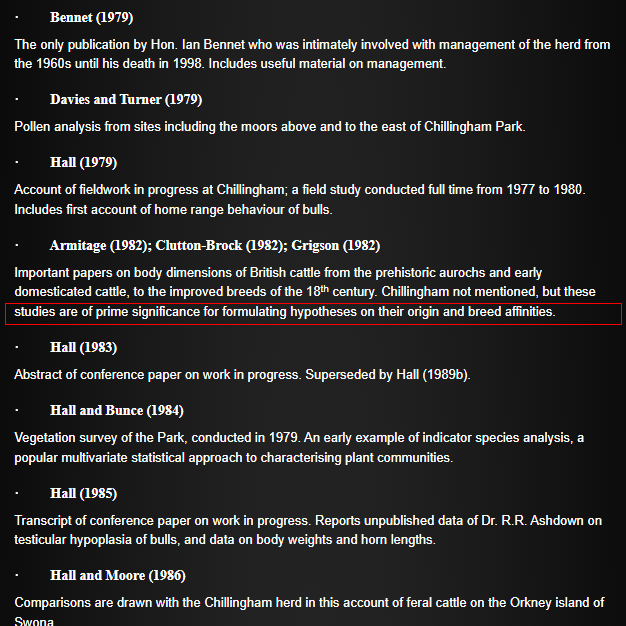 · Bennet (1979)
The only publication by Hon. Ian Bennet who was intimately involved with management of the herd from
the 1960s until his death in 1998. Includes useful material on management.
· Davies and Turner (1979)
Pollen analysis from sites including the moors above and to the east of Chillingham Park.
· Hall (1979)
Account of fieldwork in progress at Chillingham; a field study conducted full time from 1977 to 1980.
Includes first account of home range behaviour of bulls.
· Armitage (1982); Clutton-Brock (1982); Grigson (1982)
Important papers on body dimensions of British cattle from the prehistoric aurochs and early
domesticated cattle, to the improved breeds of the 18th century. Chillingham not mentioned, but these
studies are of prime significance for formulating hypotheses on their origin and breed affinities.
· Hall (1983)
Abstract of conference paper on work in progress. Superseded by Hall (1989b).
· Hall and Bunce (1984)
Vegetation survey of the Park, conducted in 1979. An early example of indicator species analysis, a
popular multivariate statistical approach to characterising plant communities.
· Hall (1985)
Transcript of conference paper on work in progress. Reports unpublished data of Dr. R.R. Ashdown on
testicular hypoplasia of bulls, and data on body weights and horn lengths.
· Hall and Moore (1986)
Comparisons are drawn with the Chillingham herd in this account of feral cattle on the Orkney island of
Swona